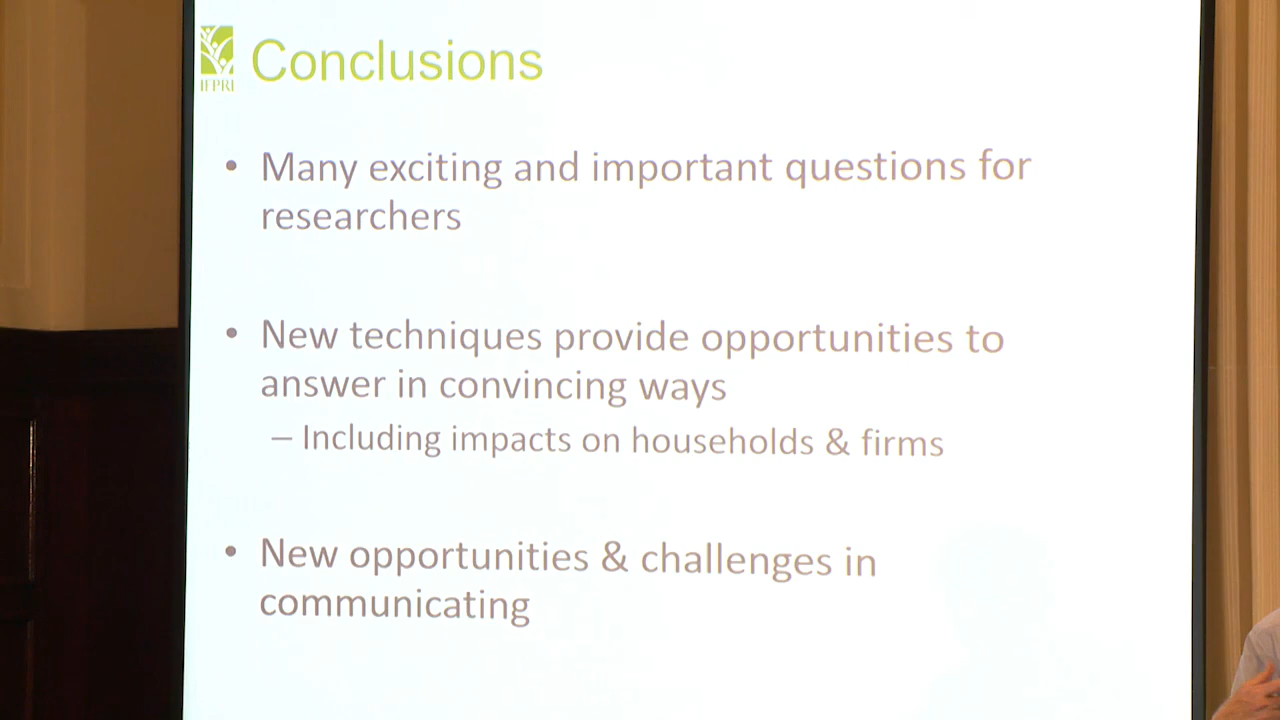 IFPRI
Conclusions
• Many exciting and important questions for
researchers
• New techniques provide opportunities to
answer in convincing ways
– Including impacts on households & firms
• New opportunities & challenges in
communicating